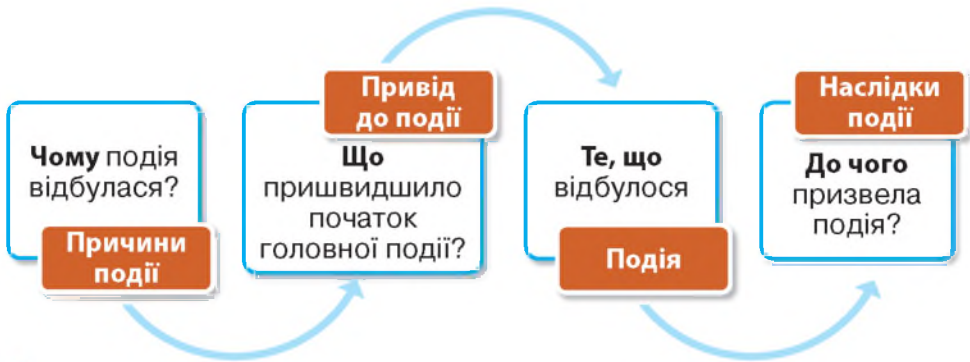 Чому подія
відбулася?
Причини
події
Привід
до події
Що
пришвидшило
початок
головної події?
Те, що
відбулося
Подія
Наслідки
події
До чого
призвела
подія?